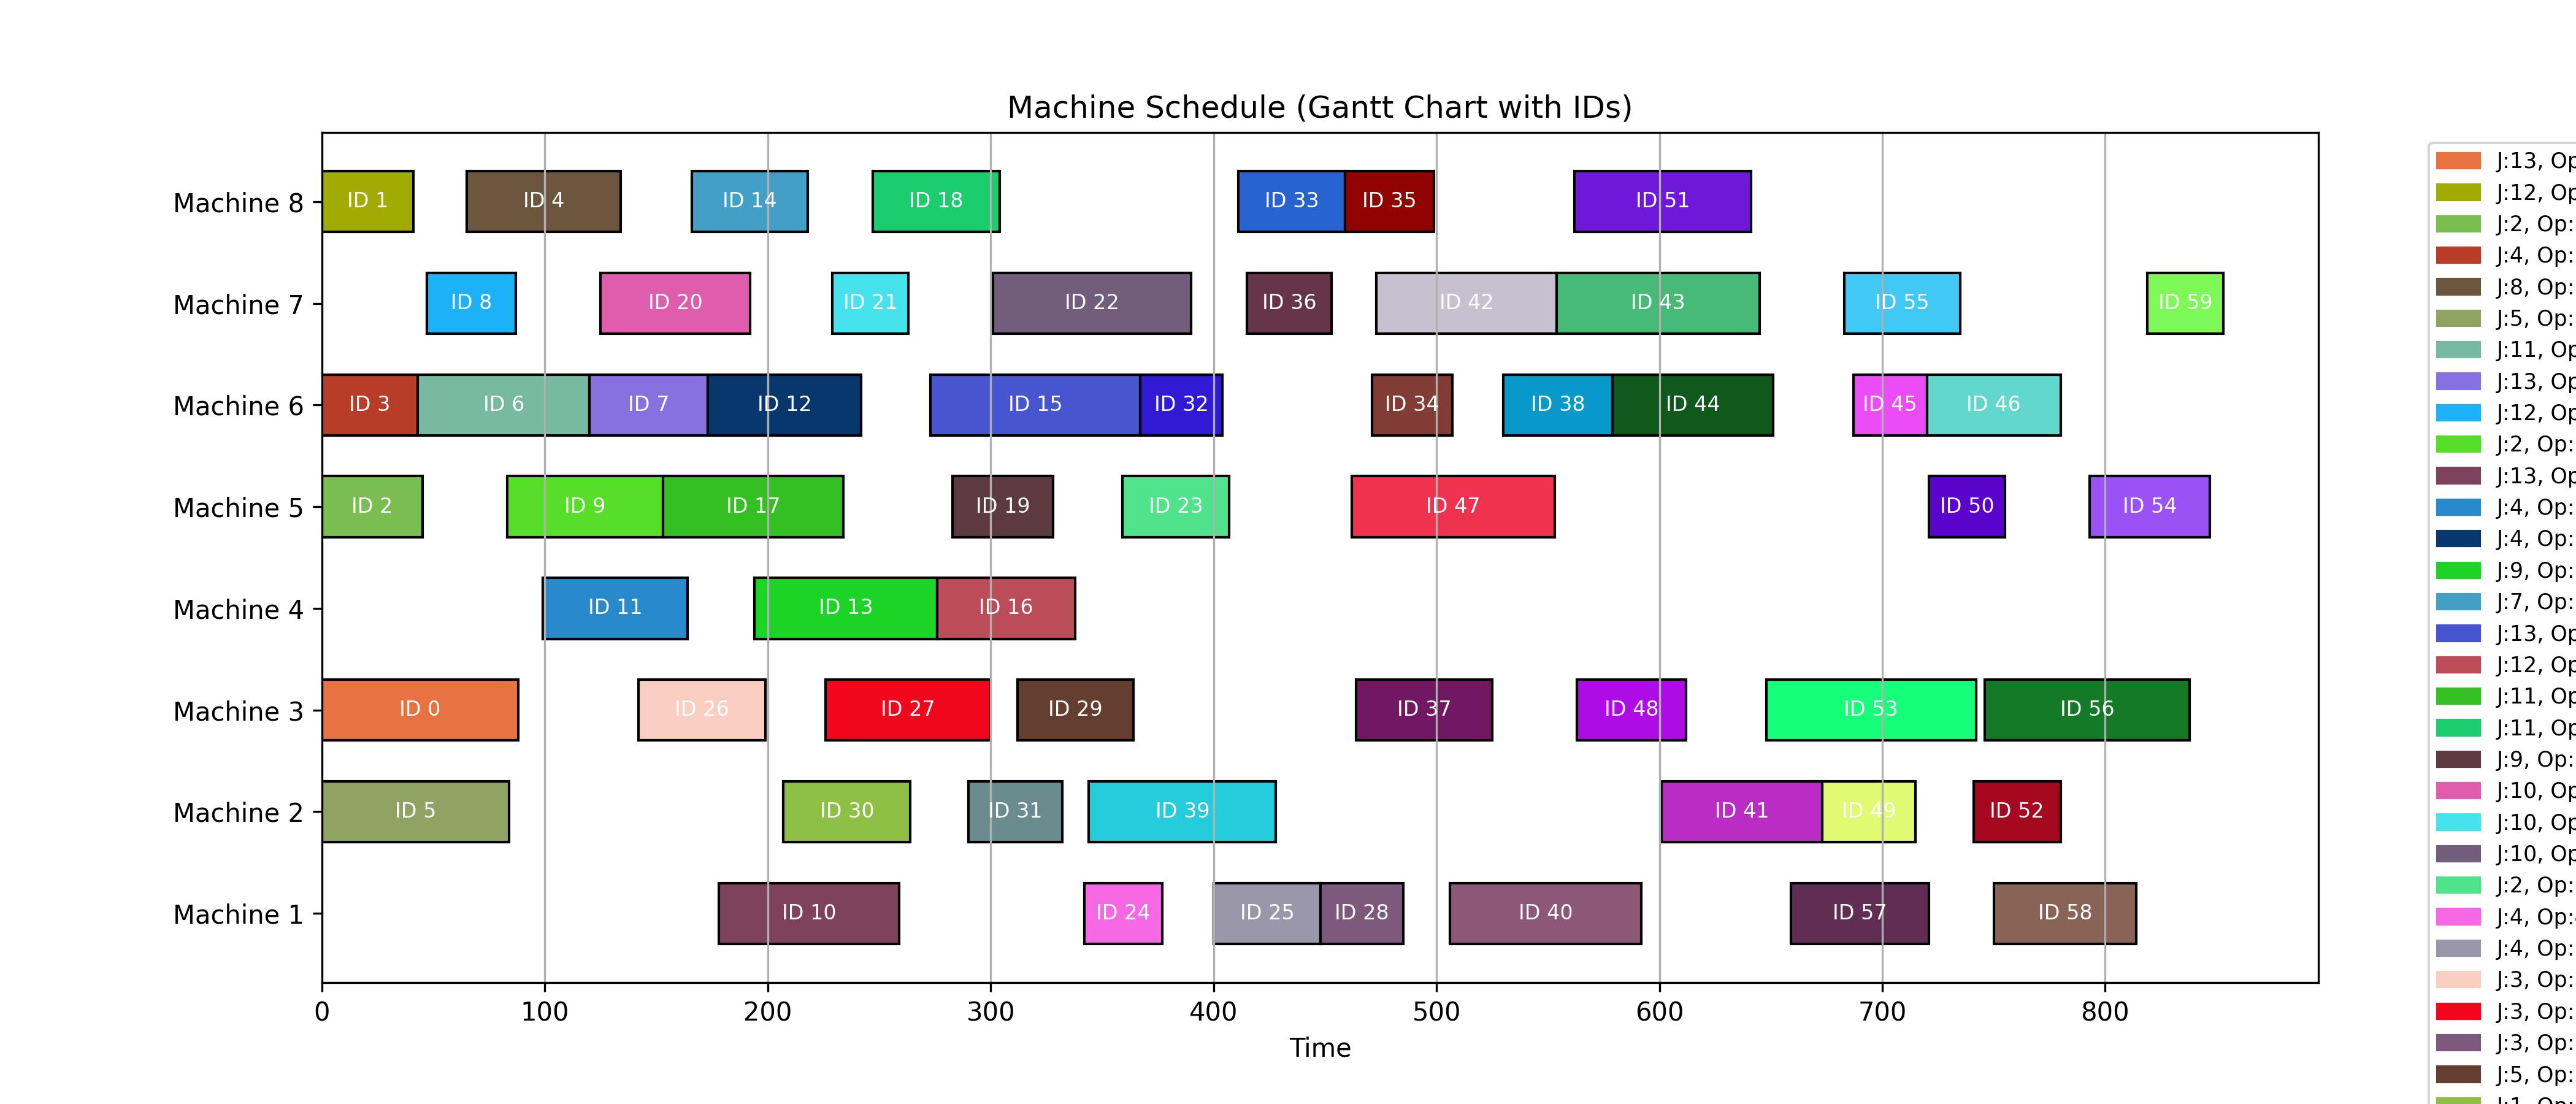 Machine Schedule (Gantt Chart with IDs)
Machine 8
ID 1
ID 4
ID 14
ID 18
ID 33
ID 35
ID 51
Machine 7
ID 8
ID 20
ID 21
ID 22
ID 36
ID 42
ID 43
ID 55
ID 59
Machine 6
ID 3
ID 6
ID 7
ID 12
ID 15
ID 32
ID 34
ID 38
ID 44
ID 45
ID 46
Machine 5
ID 2
ID 9
ID 17
ID 19
ID 23
ID 47
ID 50
ID 54
Machine 4
ID 11
ID 13
ID 16
Machine 3
ID 0
ID 26
ID 27
ID 29
ID 37
ID 48
ID 53
ID 56
Machine 2
ID 5
ID 30
ID 31
ID 39
ID 41
ID 49
ID 52
Machine 1
ID 10
ID 24
ID 25
ID 28
ID 40
ID 57
ID 58
0 100 200 300 400 500 600 700 800
Time
J:13, Op
J:12, Op
J:2, Op:
J:4, Op:
J:8, Op:
J:5, Op:
J:11, Op
J:13, Op
J:12, Op
J:2, Op:
J:13, Op
J:4, Op:
J:4, Op:
J:9, Op:
J:7, Op:
J:13, Op
J:12, Op
J:11, Op
J:11, Op
J:9, Op:
J:10, Op
J:10, Op
J:10, Op
J:2, Op:
J:4, Op:
J:4, Op:
J:3, Op:
J:3, Op:
J:3, Op:
J:5, Op:
J:1, Op: